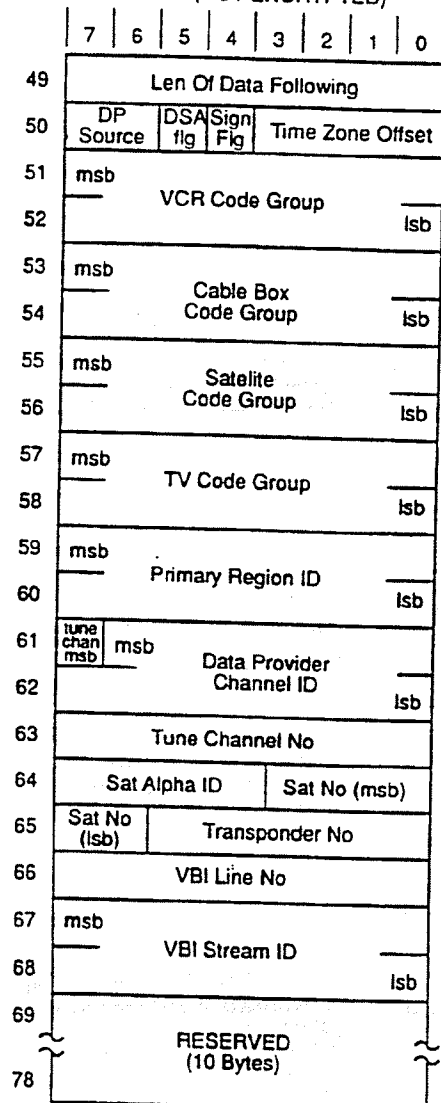 7 6 5 4 3 2 1 0
49 Len Of Data Following
50 DP Source DSA flg Sign Flg Time Zone Offset
51 msb
VCR Code Group
52 lsb
53 msb
Cable Box
54 Code Group lsb
55 msb
Satelite
56 Code Group lsb
57 msb
TV Code Group
58 lsb
59 msb
Primary Region ID
60 lsb
61 tune chan msb msb
Data Provider
62 Channel ID lsb
63 Tune Channel No
64 Sat Alpha ID Sat No (msb)
65 Sat No (lsb) Transponder No
66 VBI Line No
67 msb
VBI Stream ID
68 lsb
69
RESERVED
(10 Bytes)
78